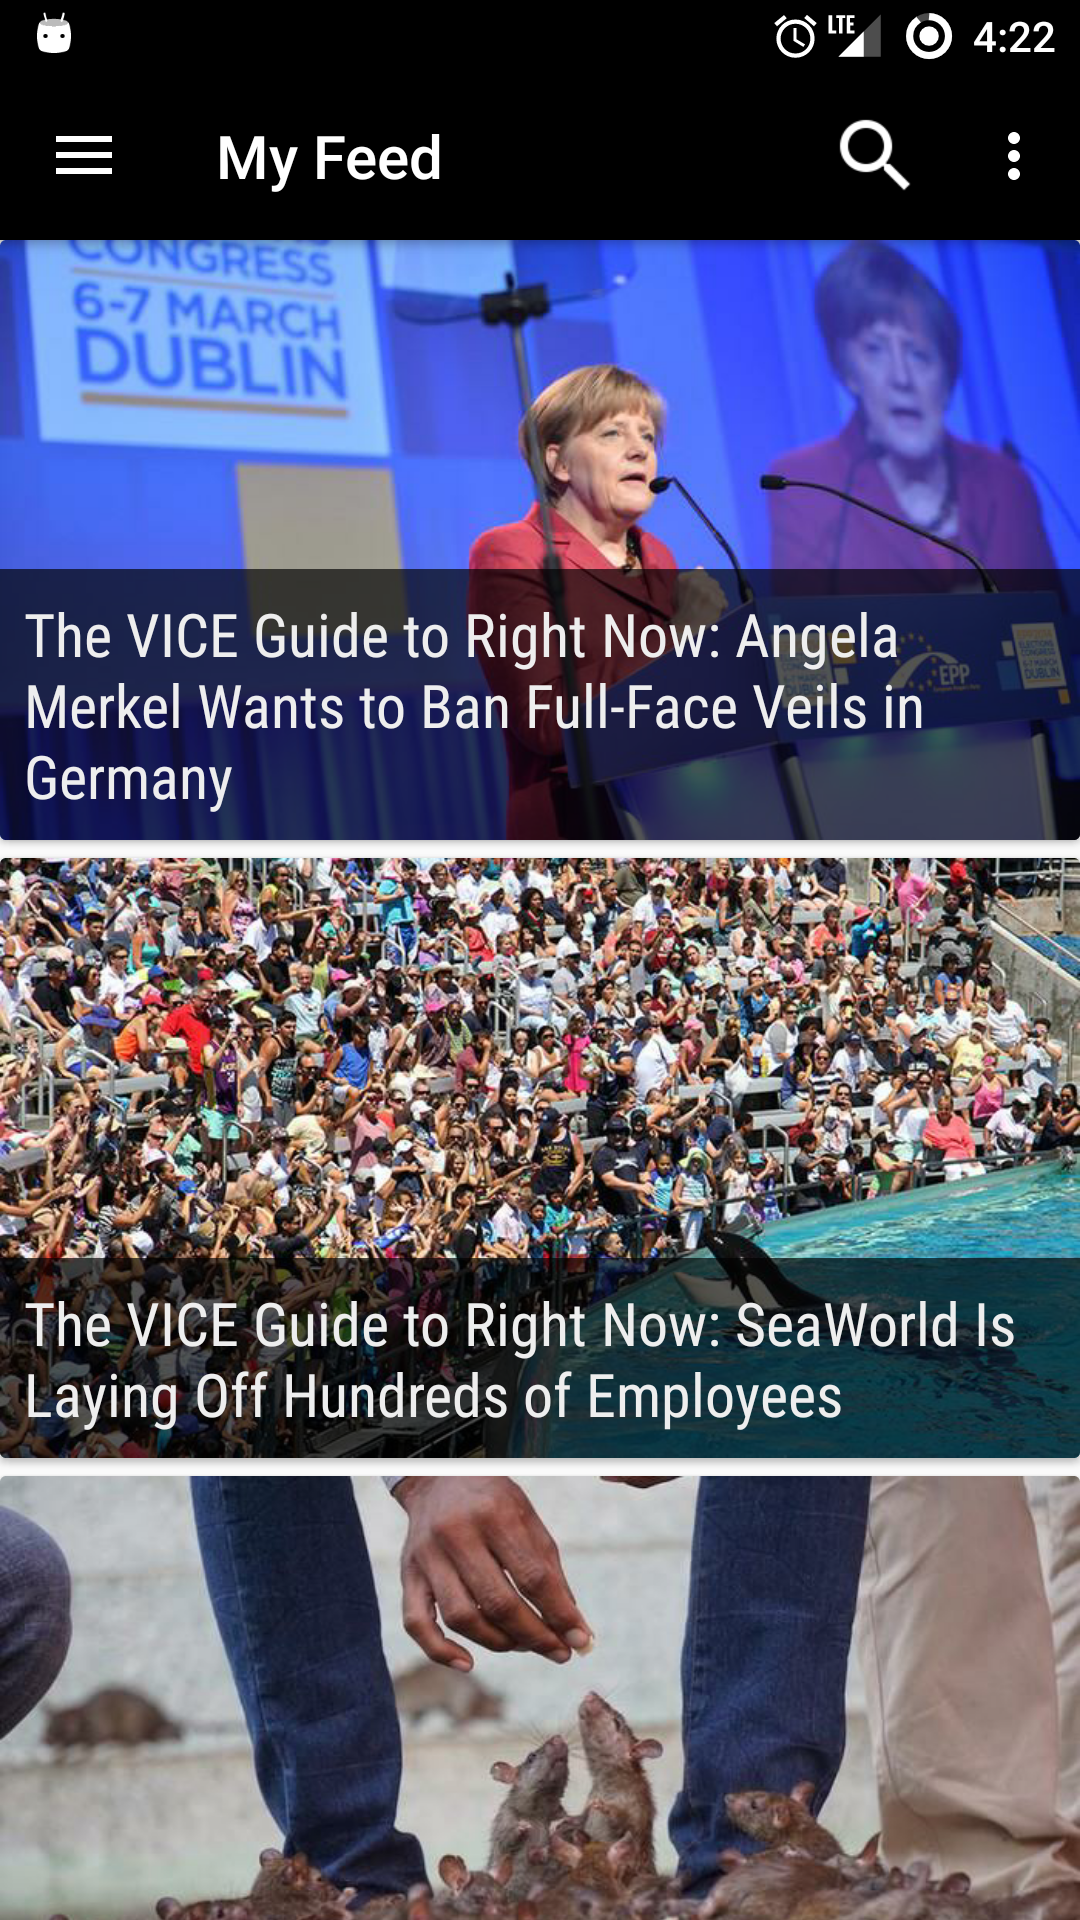 LTE 4:22
My Feed
CONGRESS
6-7 MARCH
DUBLIN
EPP
The VICE Guide to Right Now: Angela
Merkel Wants to Ban Full-Face Veils in
Germany
The VICE Guide to Right Now: SeaWorld Is
Laying Off Hundreds of Employees